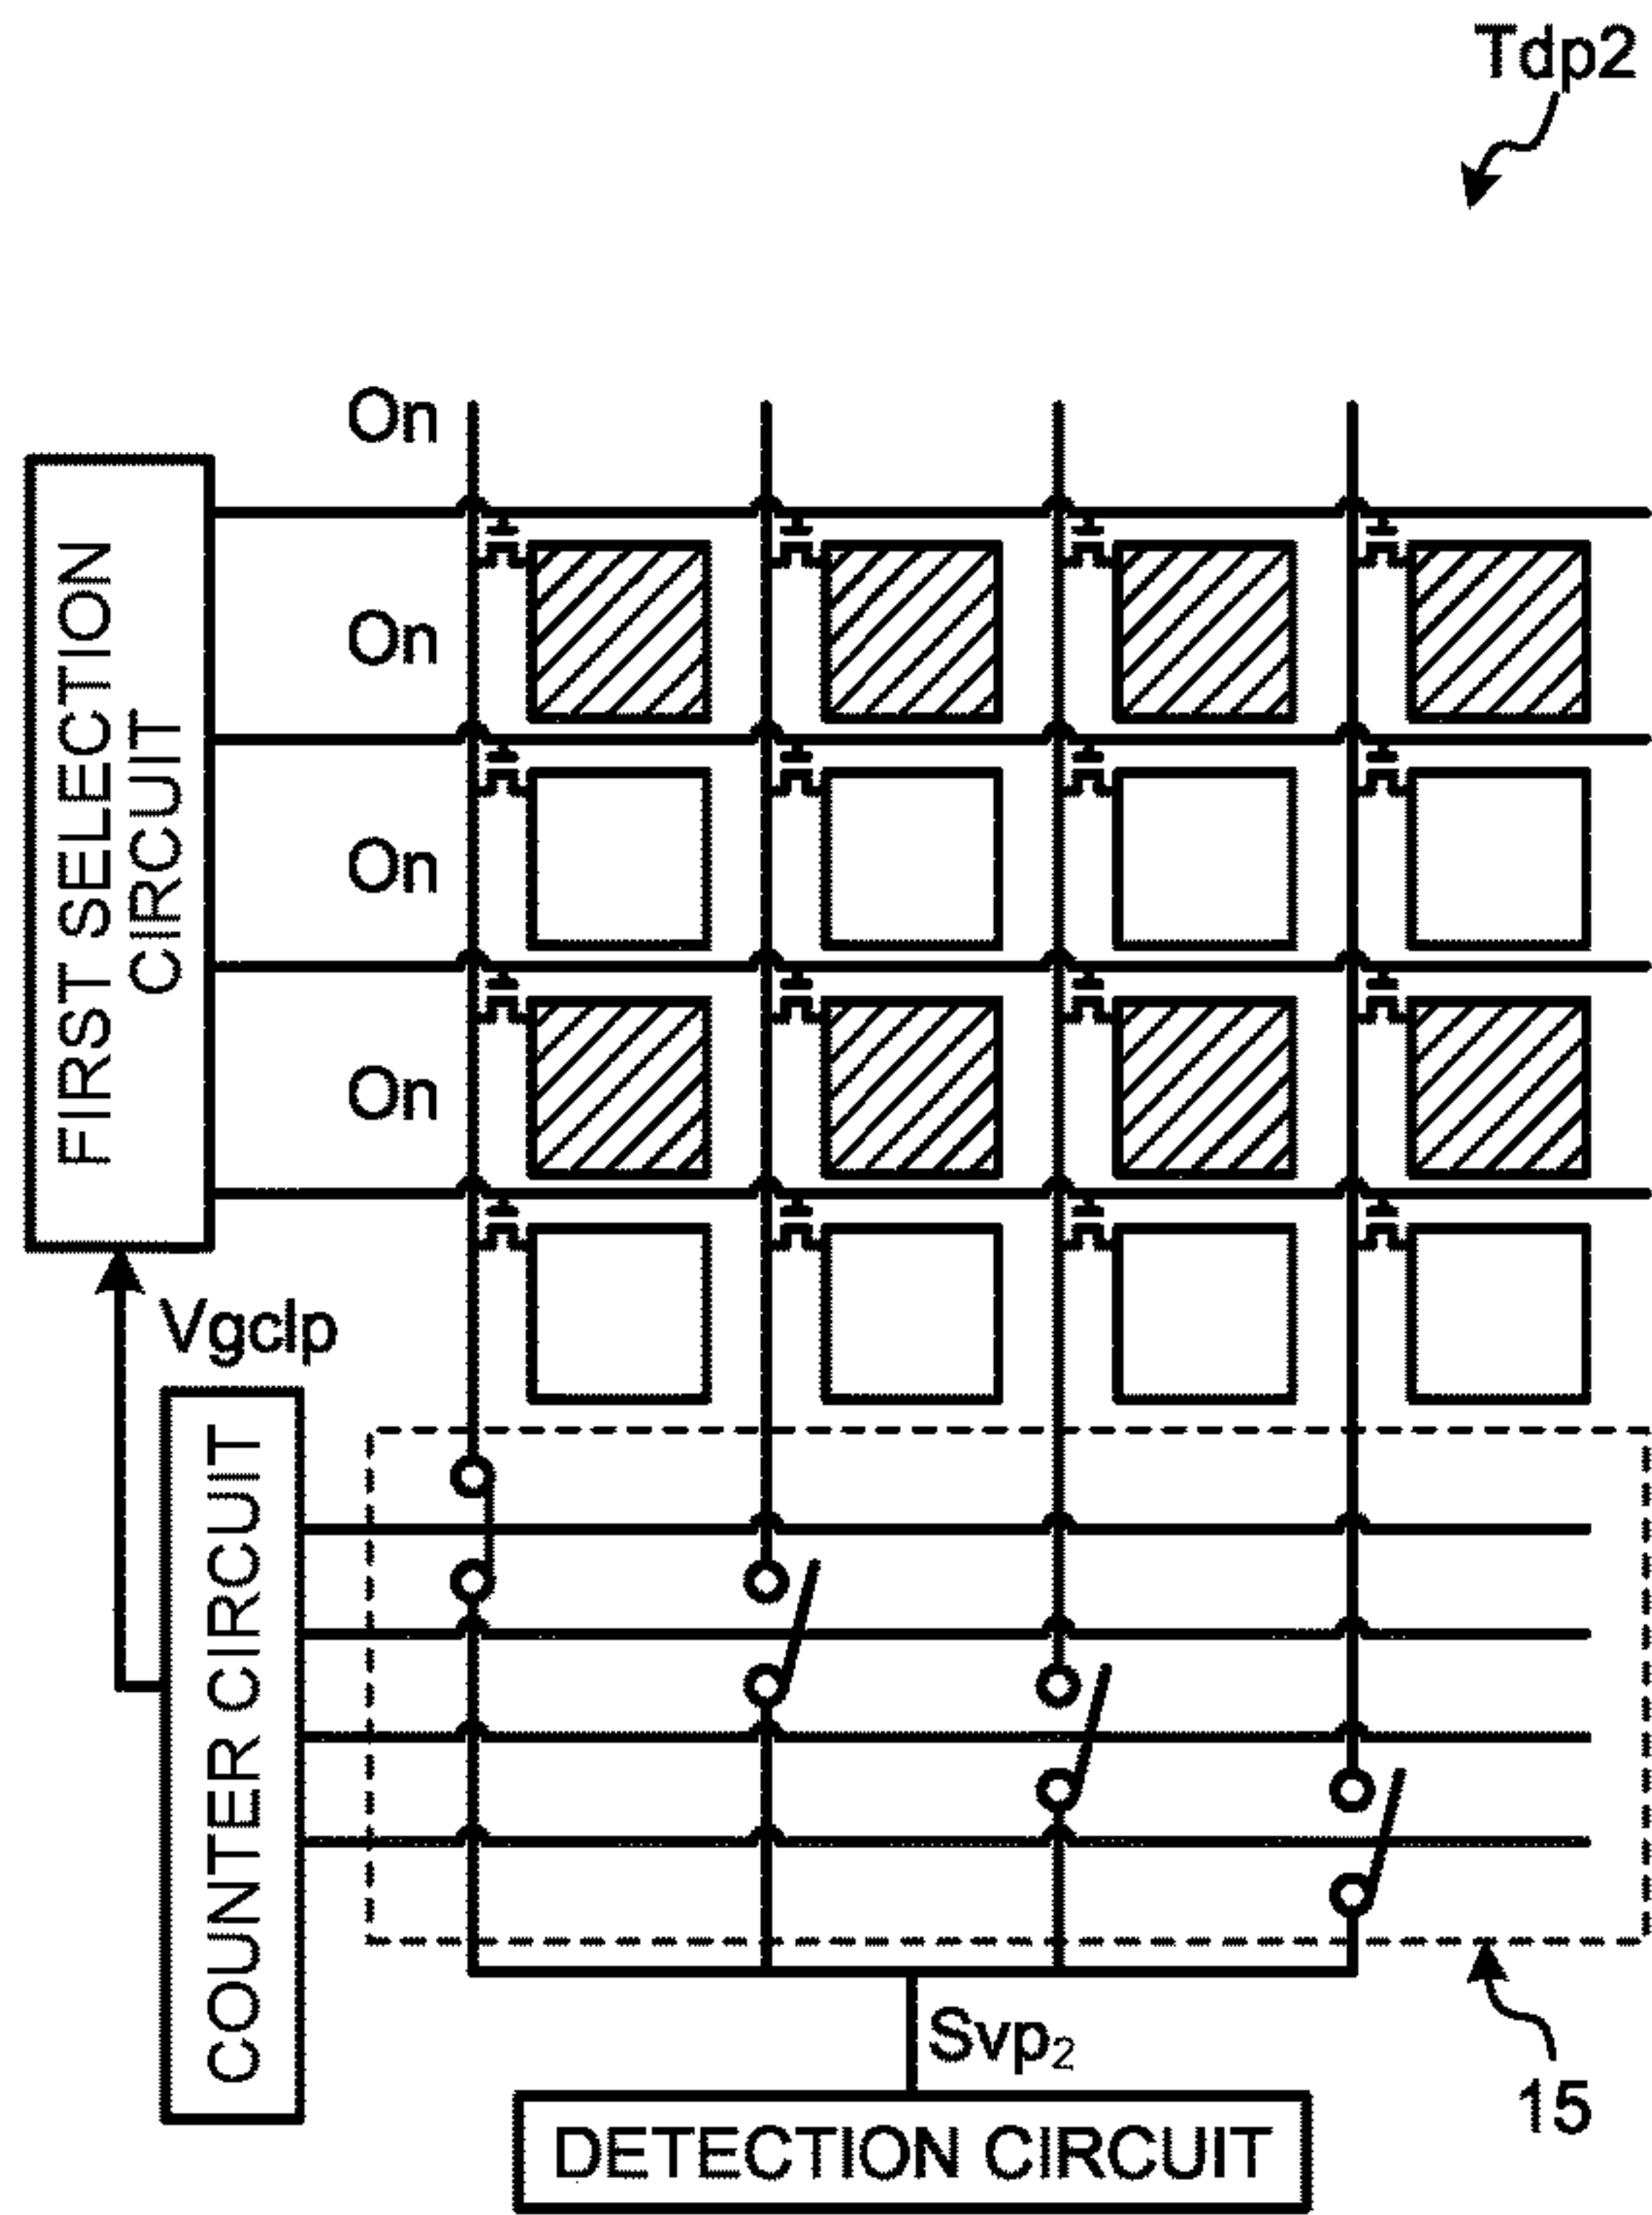 Tdp2
On
On
On
On
FIRST SELECTION
CIRCUIT
Vgclp
COUNTER CIRCUIT
Svp₂
15
DETECTION CIRCUIT